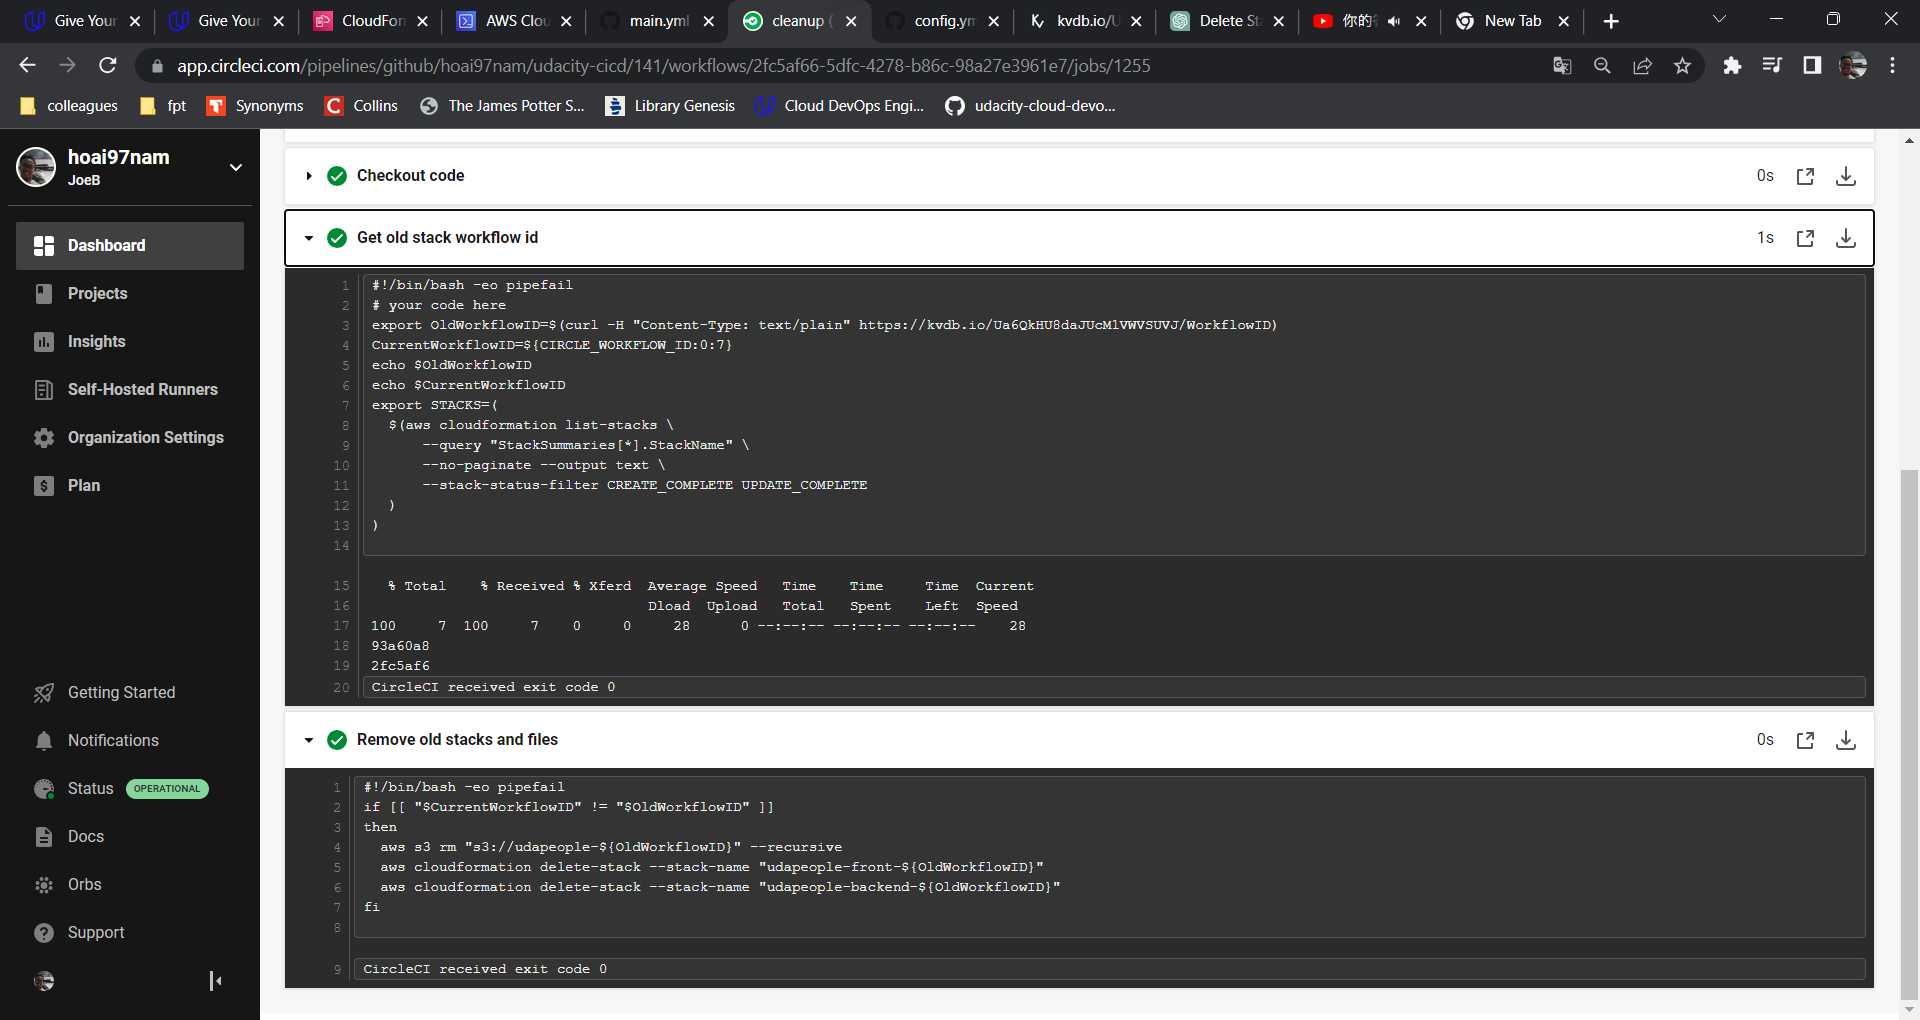 Give Your
Give Your
CloudFor
AWS Clou
main.yml
cleanup (
config.ym
kvdb.io/U
Delete St
你的
New Tab
app.circleci.com/pipelines/github/hoai97nam/udacity-cicd/141/workflows/2fc5af66-5dfc-4278-b86c-98a27e3961e7/jobs/1255
colleagues
fpt
T
Synonyms
C
Collins
The James Potter S...
Library Genesis
Cloud DevOps Engi...
udacity-cloud-devo...
hoai97nam
JoeB
Dashboard
Projects
Insights
Self-Hosted Runners
Organization Settings
Plan
Getting Started
Notifications
Status OPERATIONAL
Docs
Orbs
Support
Checkout code 0s
Get old stack workflow id 1s
1 #!/bin/bash -eo pipefail
2 # your code here
3 export OldWorkflowID=$(curl -H "Content-Type: text/plain" https://kvdb.io/Ua6QkHU8daJUcM1VWVSUVJ/WorkflowID)
4 CurrentWorkflowID=${CIRCLE_WORKFLOW_ID:0:7}
5 echo $OldWorkflowID
6 echo $CurrentWorkflowID
7 export STACKS=(
8 $(aws cloudformation list-stacks \
9 --query "StackSummaries[*].StackName" \
10 --no-paginate --output text \
11 --stack-status-filter CREATE_COMPLETE UPDATE_COMPLETE
12 )
13 )
14
15 % Total % Received % Xferd Average Speed Time Time Time Current
16 Dload Upload Total Spent Left Speed
17 100 7 100 7 0 0 28 0 --:--:-- --:--:-- --:--:-- 28
18 93a60a8
19 2fc5af6
20 CircleCI received exit code 0
Remove old stacks and files 0s
1 #!/bin/bash -eo pipefail
2 if [[ "$CurrentWorkflowID" != "$OldWorkflowID" ]]
3 then
4 aws s3 rm "s3://udapeople-${OldWorkflowID}" --recursive
5 aws cloudformation delete-stack --stack-name "udapeople-front-${OldWorkflowID}"
6 aws cloudformation delete-stack --stack-name "udapeople-backend-${OldWorkflowID}"
7 fi
8
9 CircleCI received exit code 0